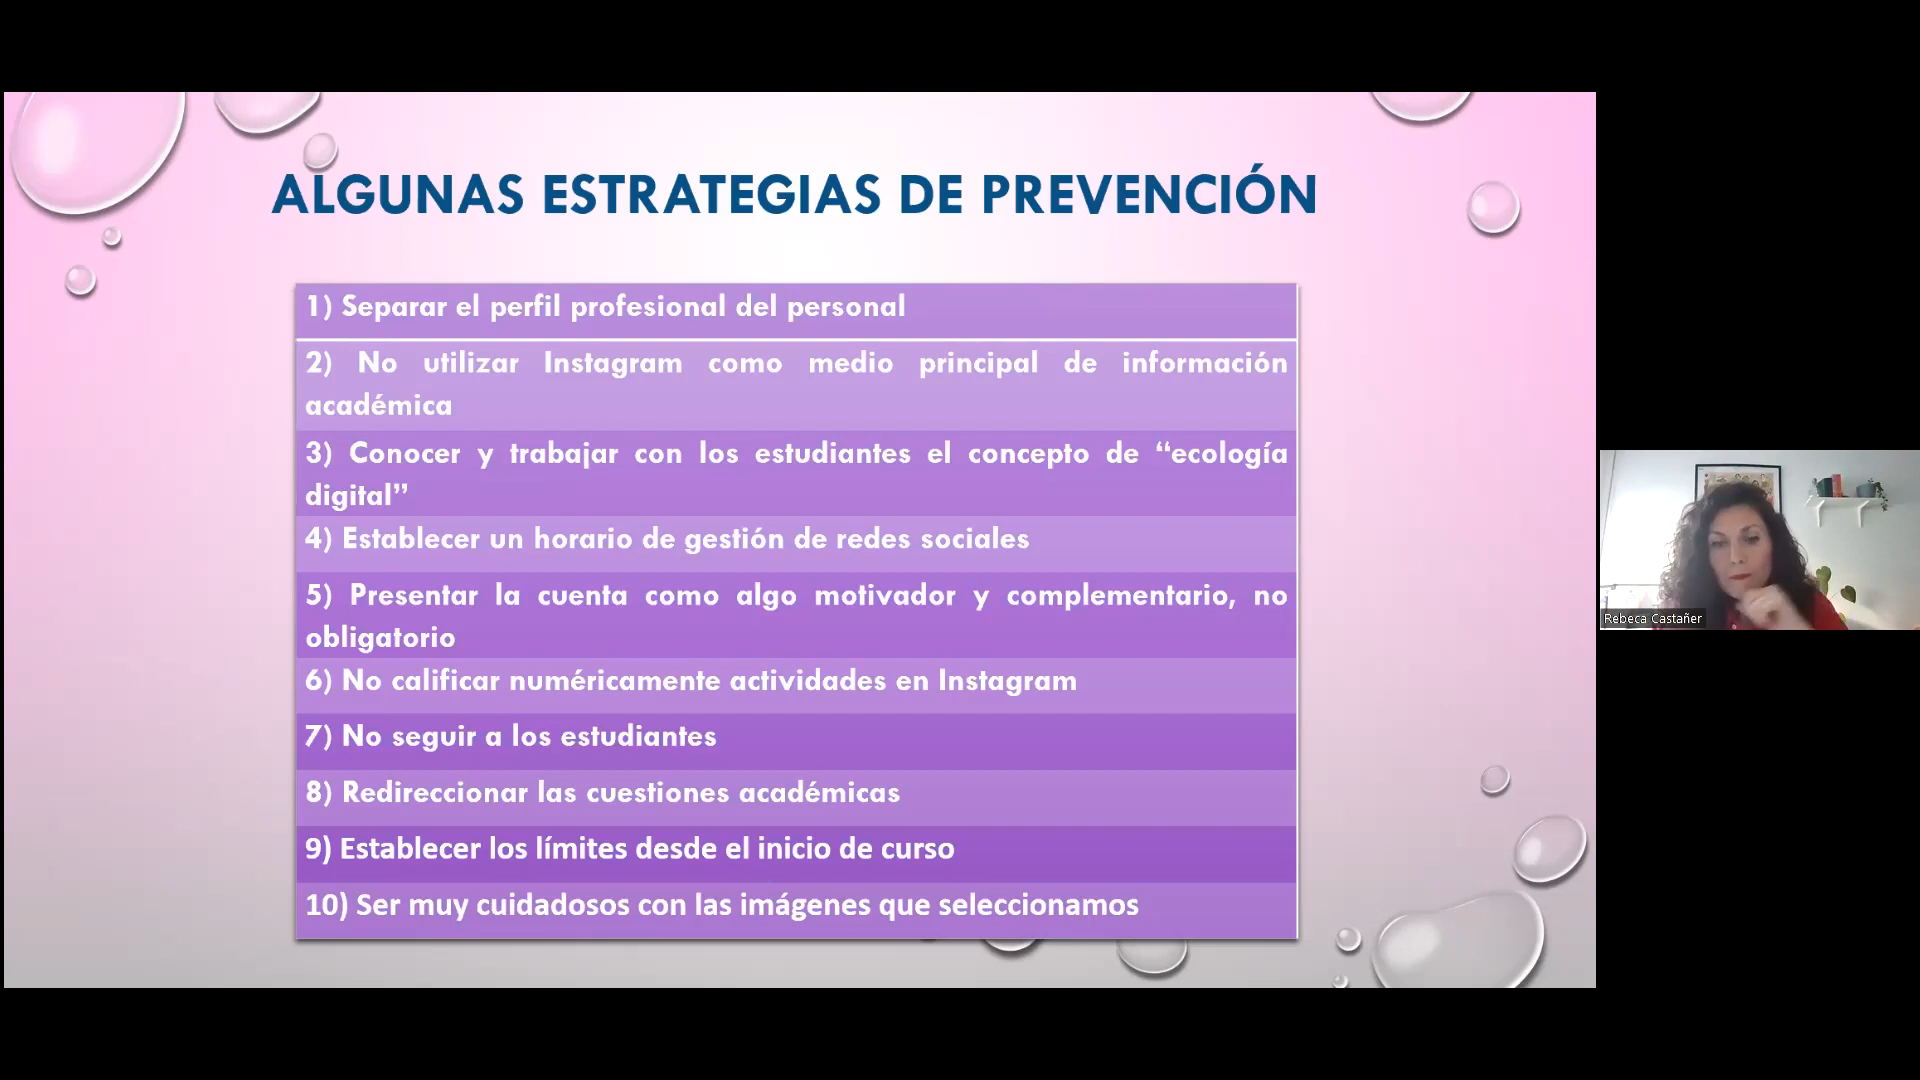 ALGUNAS ESTRATEGIAS DE PREVENCIÓN
1) Separar el perfil profesional del personal
2) No utilizar Instagram como medio principal de información
académica
3) Conocer y trabajar con los estudiantes el concepto de “ecología
digital”
4) Establecer un horario de gestión de redes sociales
5) Presentar la cuenta como algo motivador y complementario, no
obligatorio
6) No calificar numéricamente actividades en Instagram
7) No seguir a los estudiantes
8) Redireccionar las cuestiones académicas
9) Establecer los límites desde el inicio de curso
10) Ser muy cuidadosos con las imágenes que seleccionamos
Rebeca Castañer